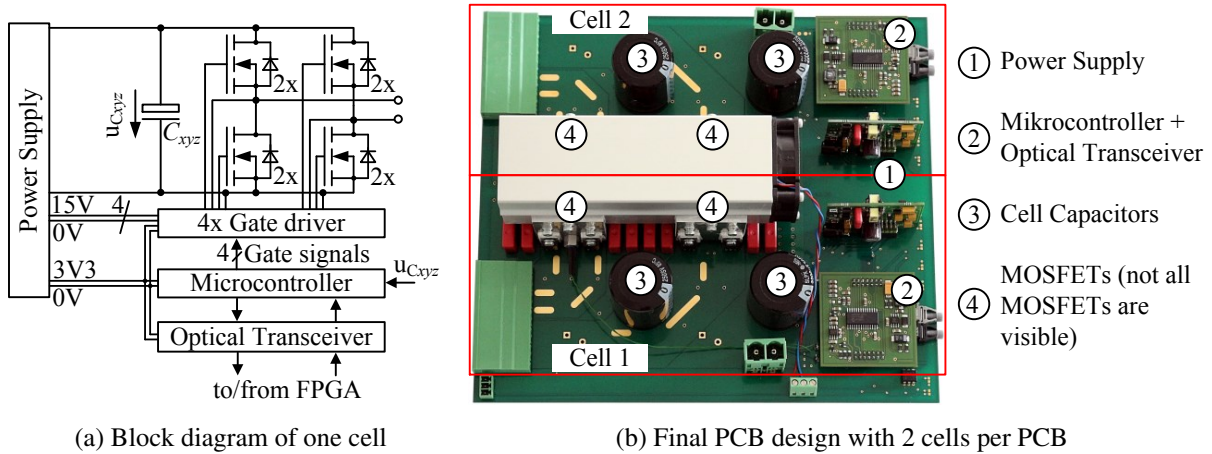 Power Supply
u_Cxyz
C_xyz
2x
2x
2x
2x
15V
4
0V
4x Gate driver
4
Gate signals
3V3
0V
Microcontroller
u_Cxyz
Optical Transceiver
to/from FPGA
(a) Block diagram of one cell
Cell 2
2
3
3
4
4
1
4
4
3
3
2
Cell 1
1 Power Supply
2 Mikrocontroller +
Optical Transceiver
3 Cell Capacitors
4 MOSFETs (not all
MOSFETs are
visible)
(b) Final PCB design with 2 cells per PCB